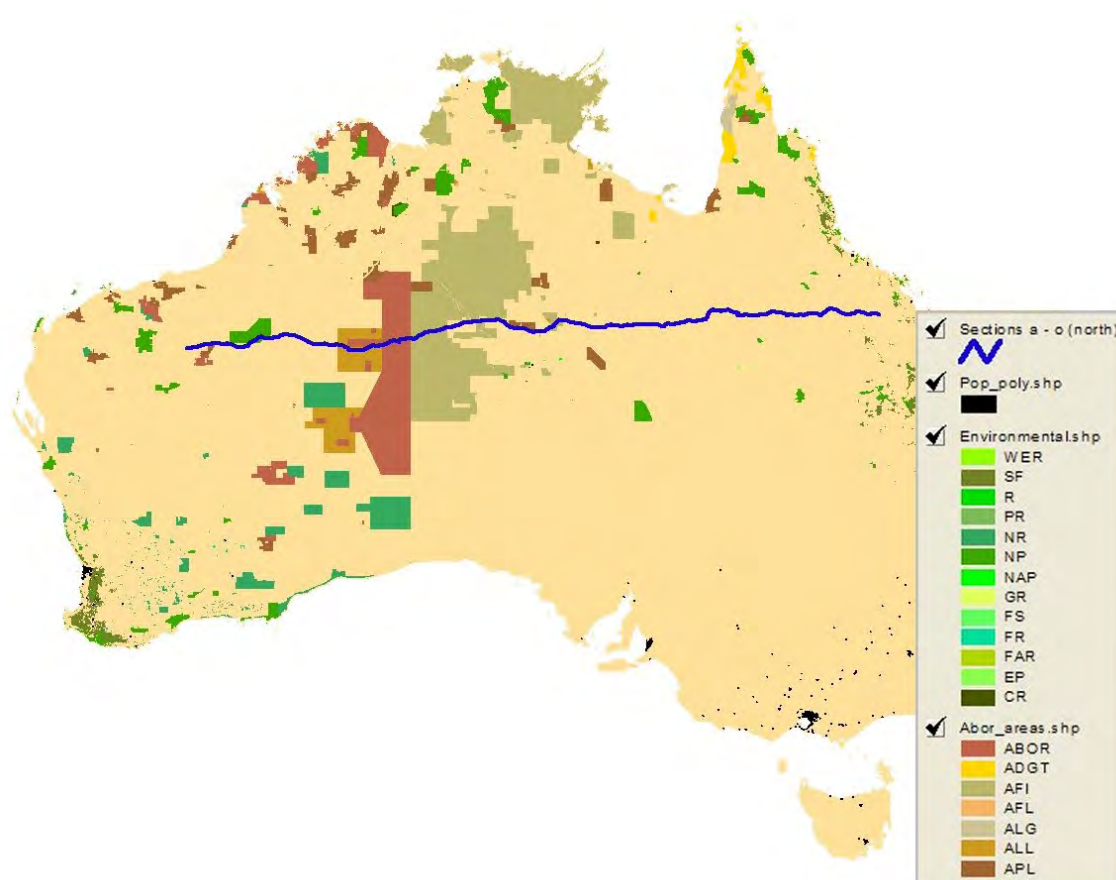 Sections a - o (north)
Pop_poly.shp
Environmental.shp
WER
SF
R
PR
NR
NP
NAP
GR
FS
FR
FAR
EP
CR
Abor_areas.shp
ABOR
ADGT
AFI
AFL
ALG
ALL
APL